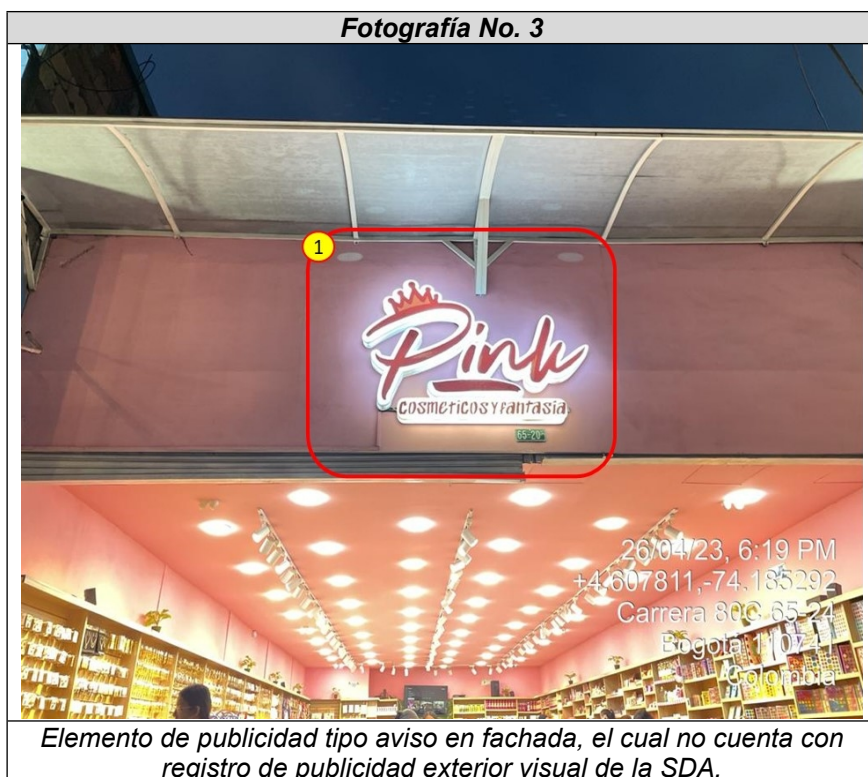 Fotografía No. 3
1
Pink
cosmeticos y fantasía
65-20
26/04/23, 6:19 PM
+4.607811,-74.185292
Carrera 80C 65-24
Bogotá 110741
Colombia
Elemento de publicidad tipo aviso en fachada, el cual no cuenta con
registro de publicidad exterior visual de la SDA.